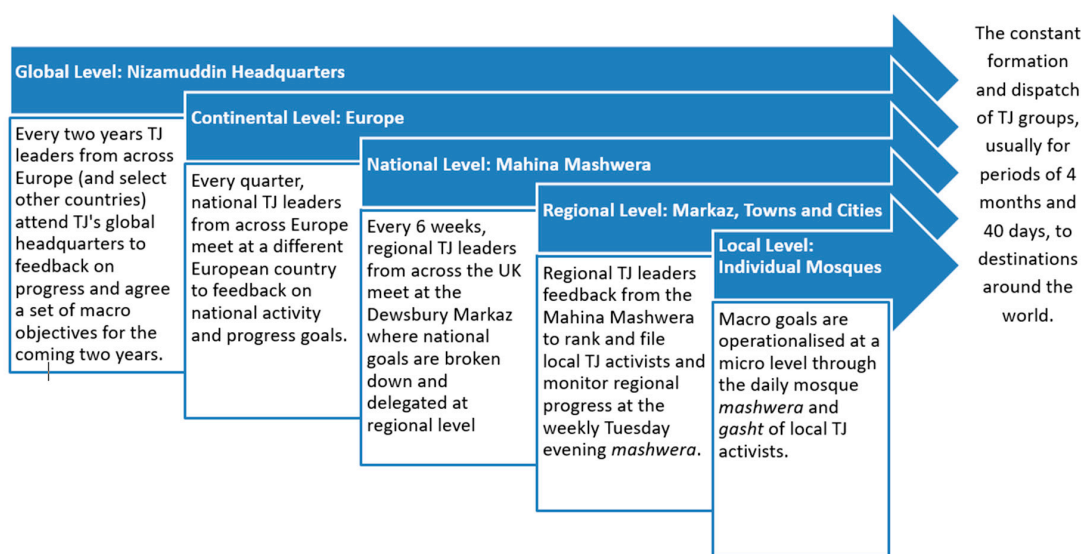 Global Level: Nizamuddin Headquarters
Every two years TJ
leaders from across
Europe (and select
other countries)
attend TJ's global
headquarters to
feedback on
progress and agree
a set of macro
objectives for the
coming two years.
Continental Level: Europe
Every quarter,
national TJ leaders
from across Europe
meet at a different
European country
to feedback on
national activity
and progress goals.
National Level: Mahina Mashwera
Every 6 weeks,
regional TJ leaders
from across the UK
meet at the
Dewsbury Markaz
where national
goals are broken
down and
delegated at
regional level
Regional Level: Markaz, Towns and Cities
Regional TJ leaders
feedback from the
Mahina Mashwera
to rank and file
local TJ activists and
monitor regional
progress at the
weekly Tuesday
evening mashwera.
Local Level:
Individual Mosques
Macro goals are
operationalised at a
micro level through
the daily mosque
mashwera and
gasht of local TJ
activists.
The constant
formation
and dispatch
of TJ groups,
usually for
periods of 4
months and
40 days, to
destinations
around the
world.